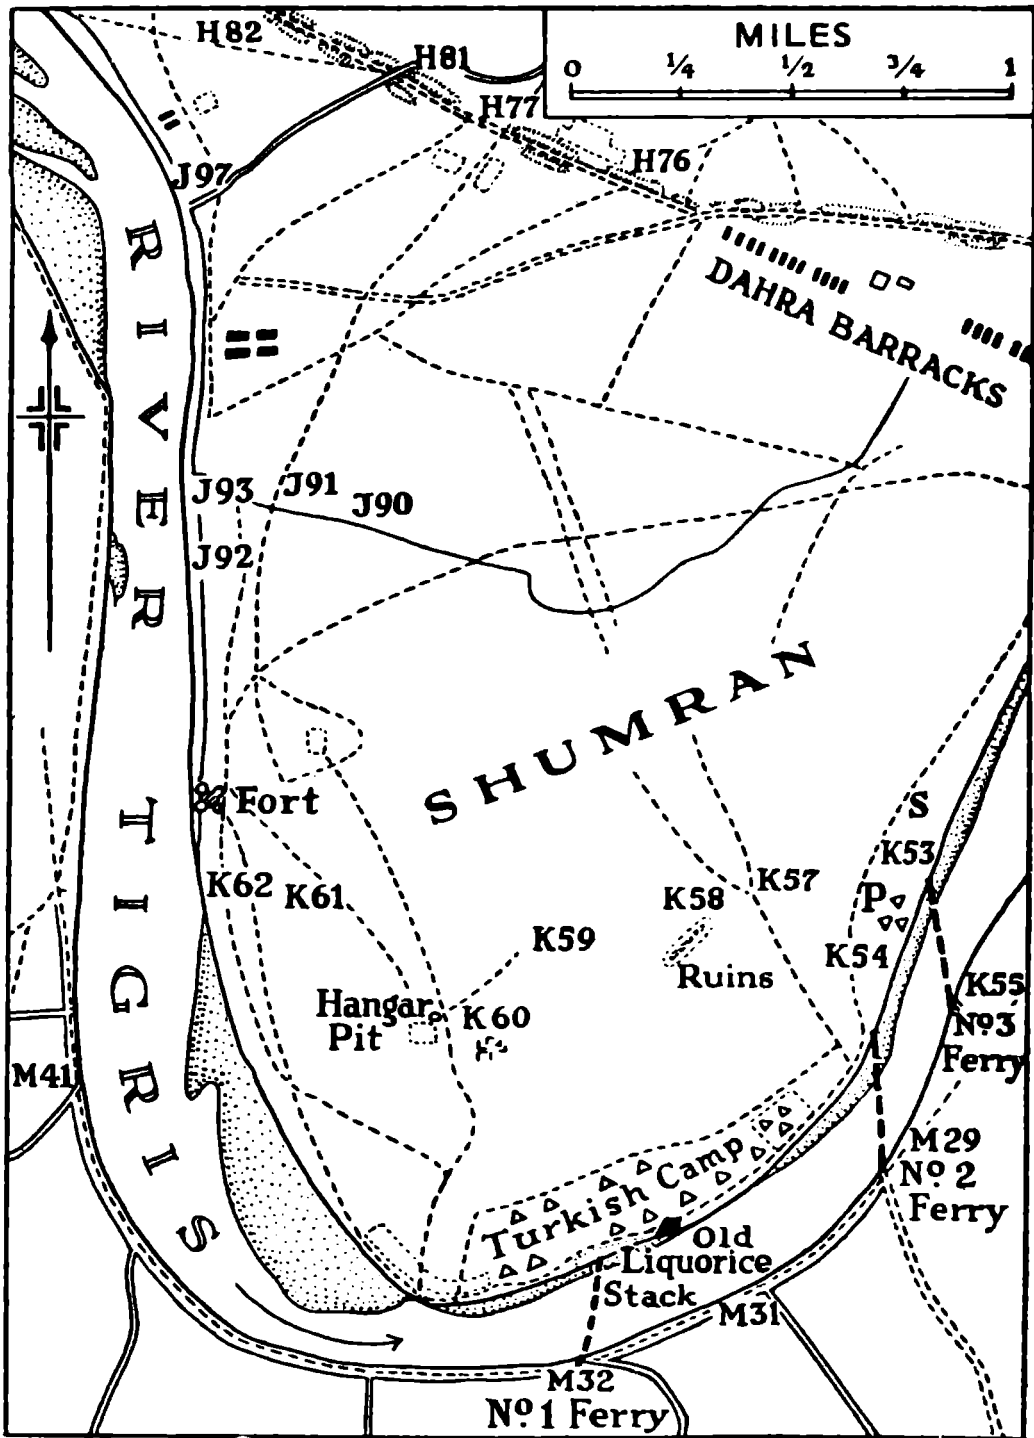 MILES
0 1/4 1/2 3/4 1
H82
H81
H77
H76
J97
DAHRA BARRACKS
RIVER TIGRIS
J93
J91
J90
J92
SHUMRAN
Fort
S
K53
K62
K61
K57
K58
P
K59
K54
Ruins
Hangar
Pit
K60
K55
Nº3
Ferry
M41
M29
Nº 2
Ferry
Turkish Camp
Old
Liquorice
Stack
M31
M32
Nº 1 Ferry